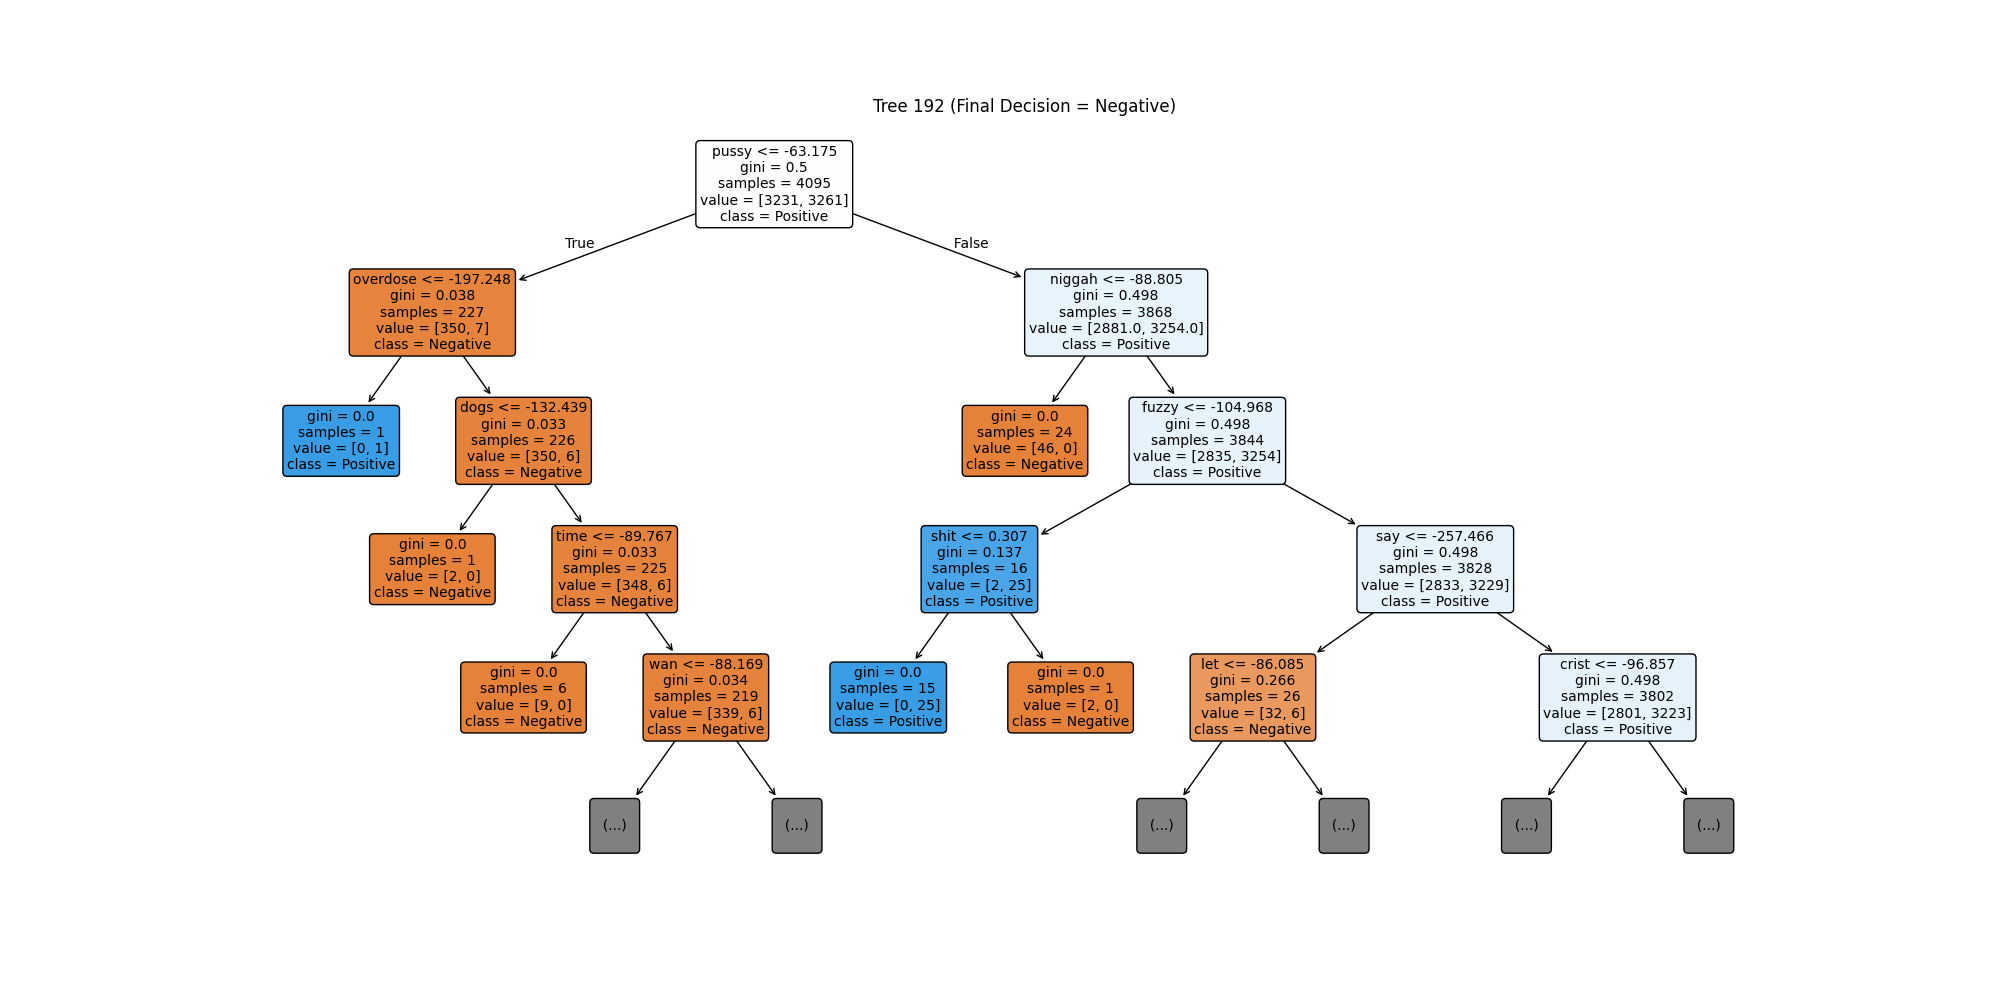 Tree 192 (Final Decision = Negative)
pussy <= -63.175
gini = 0.5
samples = 4095
value = [3231, 3261]
class = Positive
True
False
overdose <= -197.248
gini = 0.038
samples = 227
value = [350, 7]
class = Negative
niggah <= -88.805
gini = 0.498
samples = 3868
value = [2881.0, 3254.0]
class = Positive
gini = 0.0
samples = 1
value = [0, 1]
class = Positive
dogs <= -132.439
gini = 0.033
samples = 226
value = [350, 6]
class = Negative
gini = 0.0
samples = 24
value = [46, 0]
class = Negative
fuzzy <= -104.968
gini = 0.498
samples = 3844
value = [2835, 3254]
class = Positive
gini = 0.0
samples = 1
value = [2, 0]
class = Negative
time <= -89.767
gini = 0.033
samples = 225
value = [348, 6]
class = Negative
shit <= 0.307
gini = 0.137
samples = 16
value = [2, 25]
class = Positive
say <= -257.466
gini = 0.498
samples = 3828
value = [2833, 3229]
class = Positive
gini = 0.0
samples = 6
value = [9, 0]
class = Negative
wan <= -88.169
gini = 0.034
samples = 219
value = [339, 6]
class = Negative
gini = 0.0
samples = 15
value = [0, 25]
class = Positive
gini = 0.0
samples = 1
value = [2, 0]
class = Negative
let <= -86.085
gini = 0.266
samples = 26
value = [32, 6]
class = Negative
crist <= -96.857
gini = 0.498
samples = 3802
value = [2801, 3223]
class = Positive
(...)
(...)
(...)
(...)
(...)
(...)